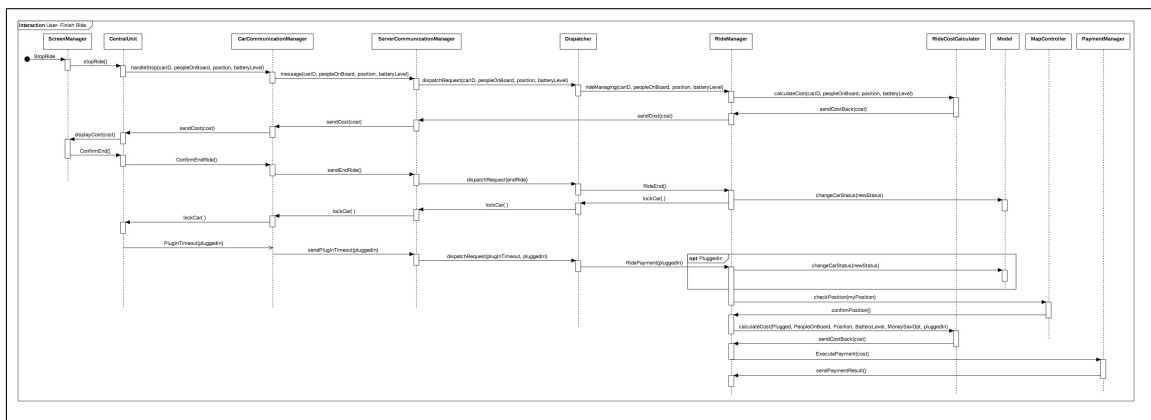 interaction User- Finish Ride
ScreenManager
CentralUnit
CarCommunicationManager
ServerCommunicationManager
Dispatcher
RideManager
RideCostCalculator
Model
MapController
PaymentManager
StopRide
stopRide()
handleStop(carID, peopleOnBoard, position, batteryLevel)
message(carID, peopleOnBoard, position, batteryLevel)
dispatchRequest(carID, peopleOnBoard, position, batteryLevel)
rideManaging(carID, peopleOnBoard, position, batteryLevel)
calculateCost(carID, peopleOnBoard, position, batteryLevel)
sendCostBack(cost)
sendCost(cost)
sendCost(cost)
sendCost(cost)
displayCost(cost)
ConfirmEnd()
ConfirmEndRide()
sendEndRide()
dispatchRequest(endRide)
RideEnd()
changeCarStatus(newStatus)
lockCar( )
lockCar( )
lockCar( )
lockCar( )
PluginTimeout(pluggedIn)
sendPluginTimeout(pluggedIn)
dispatchRequest(pluginTimeout, pluggedIn)
RidePayment(pluggedIn)
opt PluggedIn
changeCarStatus(newStatus)
checkPosition(myPosition)
confirmPosition()
calculateCost(Plugged, PeopleOnBoard, Position, BatteryLevel, MoneySavOpt, pluggedIn)
sendCostBack(cost)
ExecutePayment(cost)
sendPaymentResult()